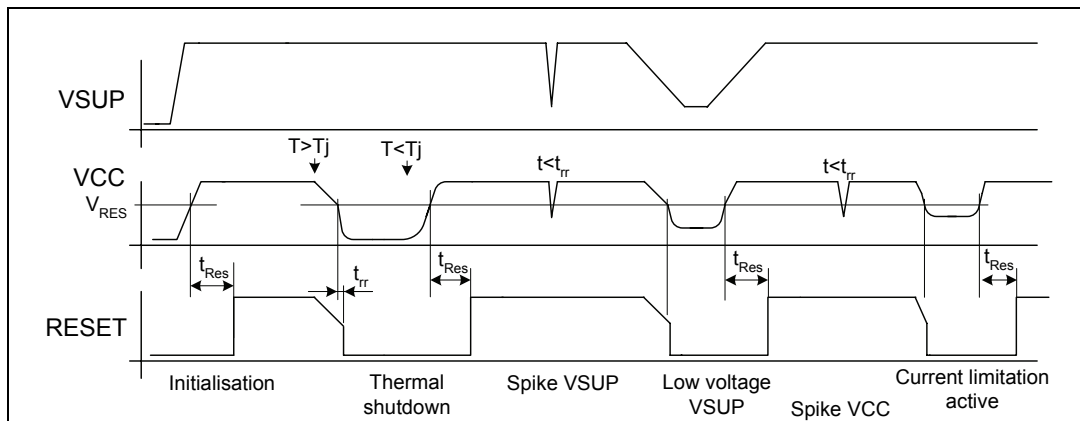 VSUP
T>Tj
T<Tj
t<trr
t<trr
VCC
VRES
tRes
trr
tRes
tRes
tRes
RESET
Initialisation
Thermal
shutdown
Spike VSUP
Low voltage
VSUP
Spike VCC
Current limitation
active